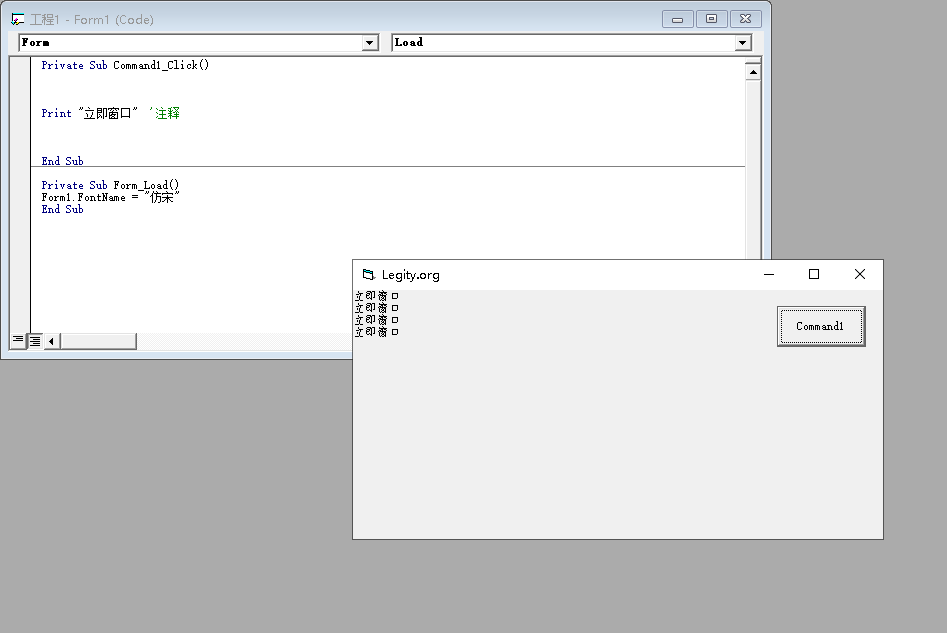 工程1 - Form1 (Code)
Form
Load
Private Sub Command1_Click()
Print "立即窗口" '注释
End Sub
Private Sub Form_Load()
Form1.FontName = "仿宋"
End Sub
Legity.org
立即窗口
立即窗口
立即窗口
立即窗口
Command1